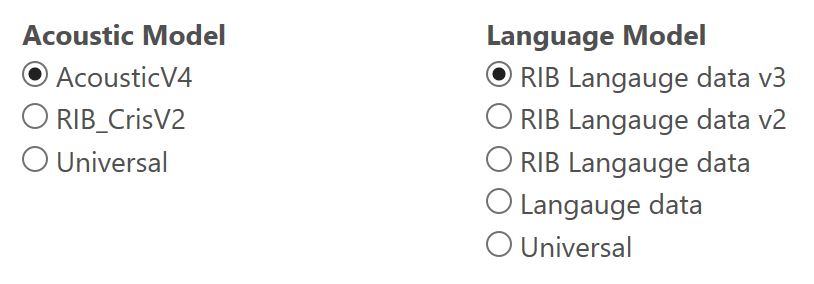 Acoustic Model
AcousticV4
RIB_CrisV2
Universal
Language Model
RIB Langauge data v3
RIB Langauge data v2
RIB Langauge data
Langauge data
Universal